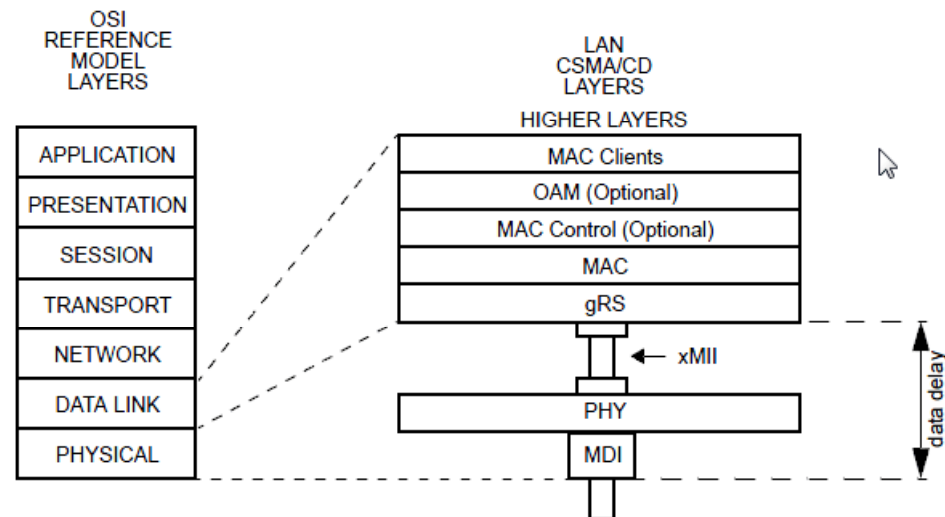 OSI
REFERENCE
MODEL
LAYERS
APPLICATION
PRESENTATION
SESSION
TRANSPORT
NETWORK
DATA LINK
PHYSICAL
LAN
CSMA/CD
LAYERS
HIGHER LAYERS
MAC Clients
OAM (Optional)
MAC Control (Optional)
MAC
gRS
xMII
PHY
MDI
data delay